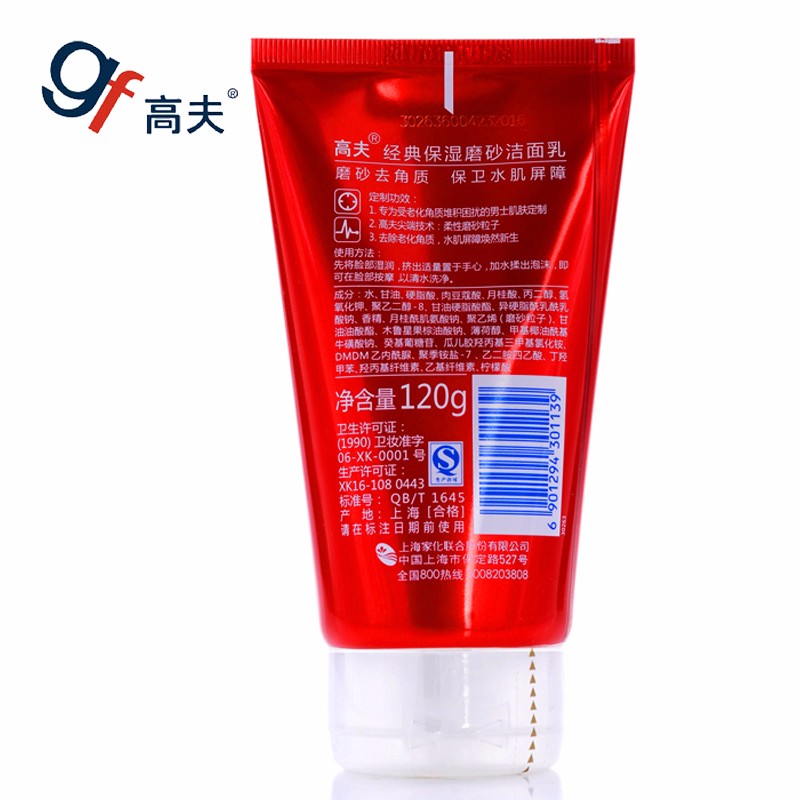 gf 高夫®
302636004232016
高夫® 经典保湿磨砂洁面乳
磨砂去角质 保卫水肌屏障
定制功效：
1. 专为受老化角质堆积困扰的男士肌肤定制
2. 高夫尖端技术：柔性磨砂粒子
3. 去除老化角质，水肌屏障焕然新生
使用方法：
先将脸部湿润，挤出适量置于手心，加水揉出泡沫，即
可在脸部按摩，以清水洗净。
成分：水、甘油、硬脂酸、肉豆蔻酸、月桂酸、丙二醇、氢
氧化钾、聚乙二醇-8、甘油硬脂酸酯、异硬脂酰乳酰乳
酸钠、香精、月桂酰肌氨酸钠、聚乙烯（磨砂粒子）、甘
油油酸酯、木鲁星果棕油酸钠、薄荷醇、甲基椰油酰基
牛磺酸钠、癸基葡糖苷、瓜儿胶羟丙基三甲基氯化铵、
DMDM乙内酰脲、聚季铵盐-7、乙二胺四乙酸、丁羟
甲苯、羟丙基纤维素、乙基纤维素、柠檬酸
净含量 120g
卫生许可证：
(1990) 卫妆准字
06-XK-0001 号
生产许可证：
XK16-108 0443
标准号： QB/T 1645
产 地：上海 [合格]
请在标注日期前使用
上海家化联合股份有限公司
中国上海市保定路527号
全国800热线 8008203808
6 901294 301139
30263